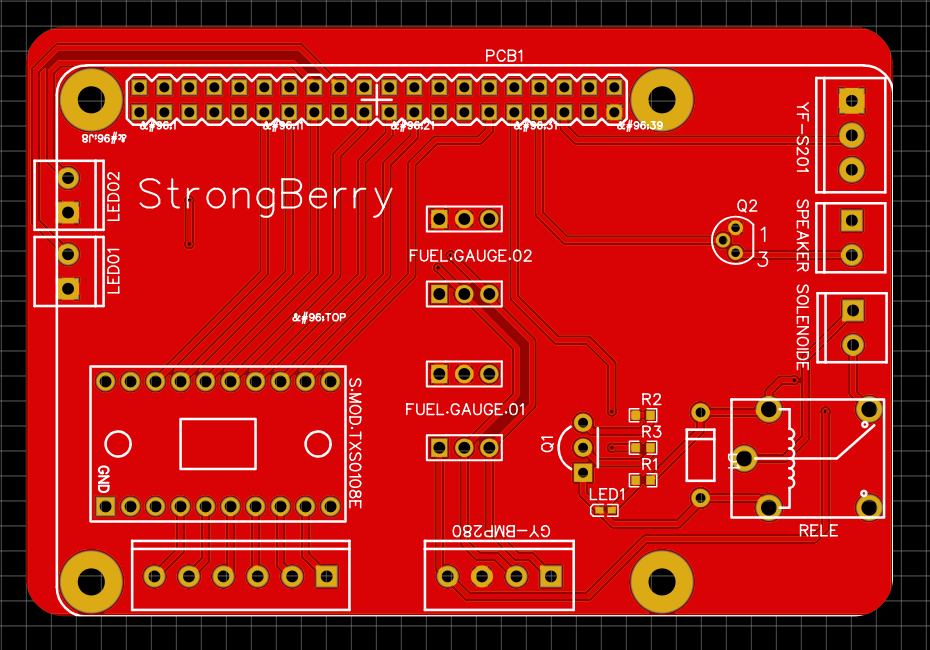 PCB1
&#96;1
&#96;11
&#96;21
&#96;31
&#96;39
&#96;J8
YF-S201
LED02
StrongBerry
Q2
1
3
SPEAKER
FUEL.GAUGE.02
LED01
&#96;TOP
SOLENOIDE
S.MOD.TXS0108E
FUEL.GAUGE.01
R2
R3
R1
Q1
GND
LED1
GY-BMP280
RELE